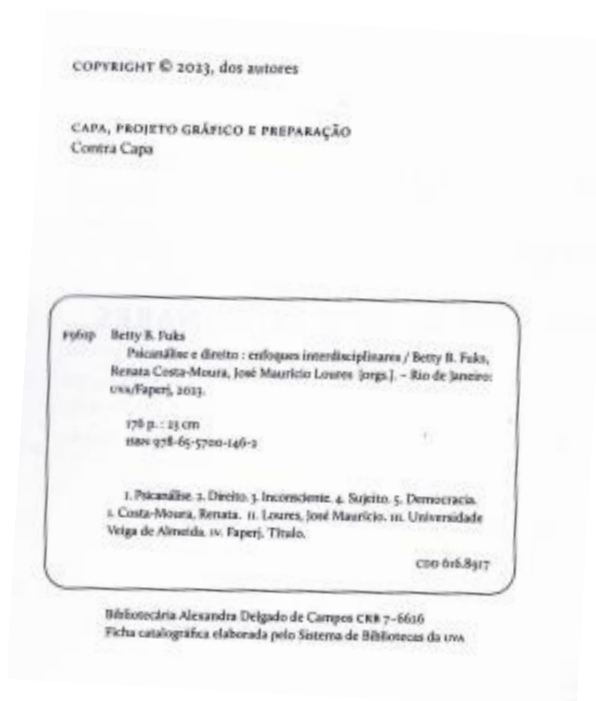 COPYRIGHT © 2023, dos autores
CAPA, PROJETO GRÁFICO E PREPARAÇÃO
Contra Capa
F961p Betty B. Fuks
Psicanálise e direito : enfoques interdisciplinares / Betty B. Fuks,
Renata Costa-Moura, José Maurício Loures [orgs.]. – Rio de Janeiro:
UVA/Faperj, 2023.
176 p. : 23 cm
ISBN 978-65-5700-146-2
1. Psicanálise. 2. Direito. 3. Inconsciente. 4. Sujeito. 5. Democracia.
I. Costa-Moura, Renata. II. Loures, José Maurício. III. Universidade
Veiga de Almeida. IV. Faperj. Título.
CDD 616.8917
Bibliotecária Alexandra Delgado de Campos CRB 7-6616
Ficha catalográfica elaborada pelo Sistema de Bibliotecas da UVA